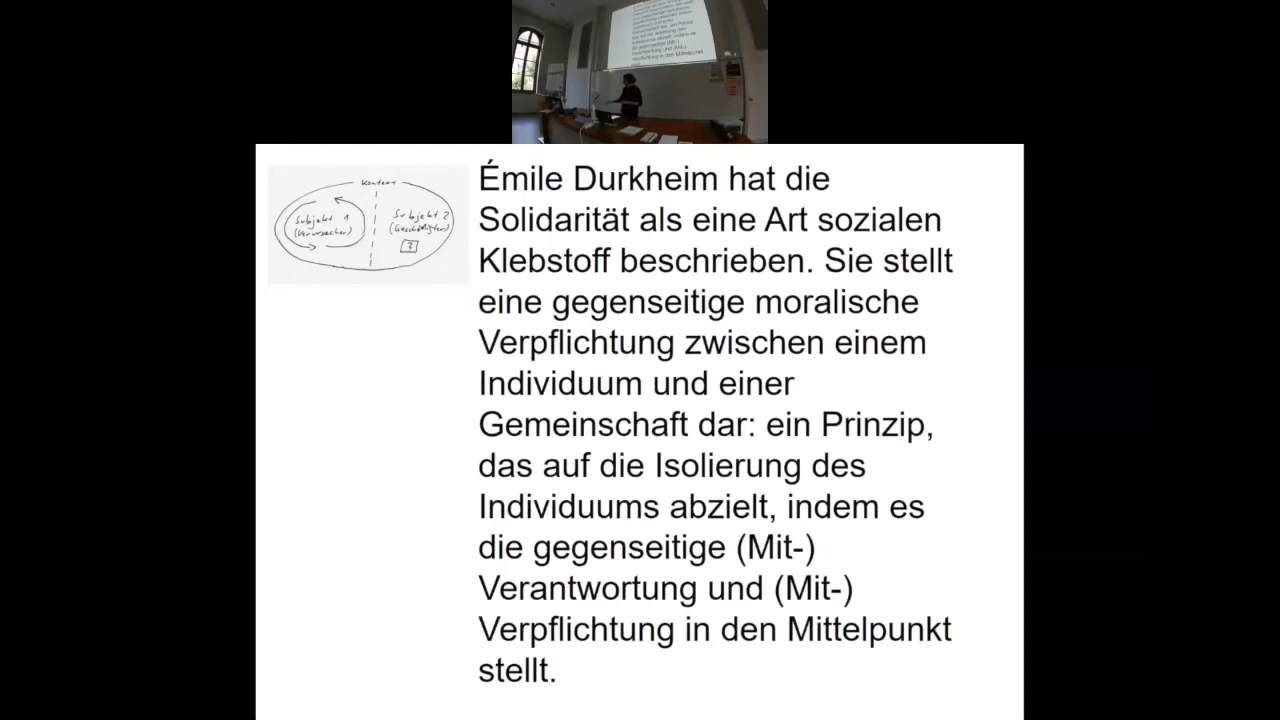 Kontext
Subjekt 1
(Verursacher)
Subjekt 2
(Geschädigter)
?
Émile Durkheim hat die
Solidarität als eine Art sozialen
Klebstoff beschrieben. Sie stellt
eine gegenseitige moralische
Verpflichtung zwischen einem
Individuum und einer
Gemeinschaft dar: ein Prinzip,
das auf die Isolierung des
Individuums abzielt, indem es
die gegenseitige (Mit-)
Verantwortung und (Mit-)
Verpflichtung in den Mittelpunkt
stellt.